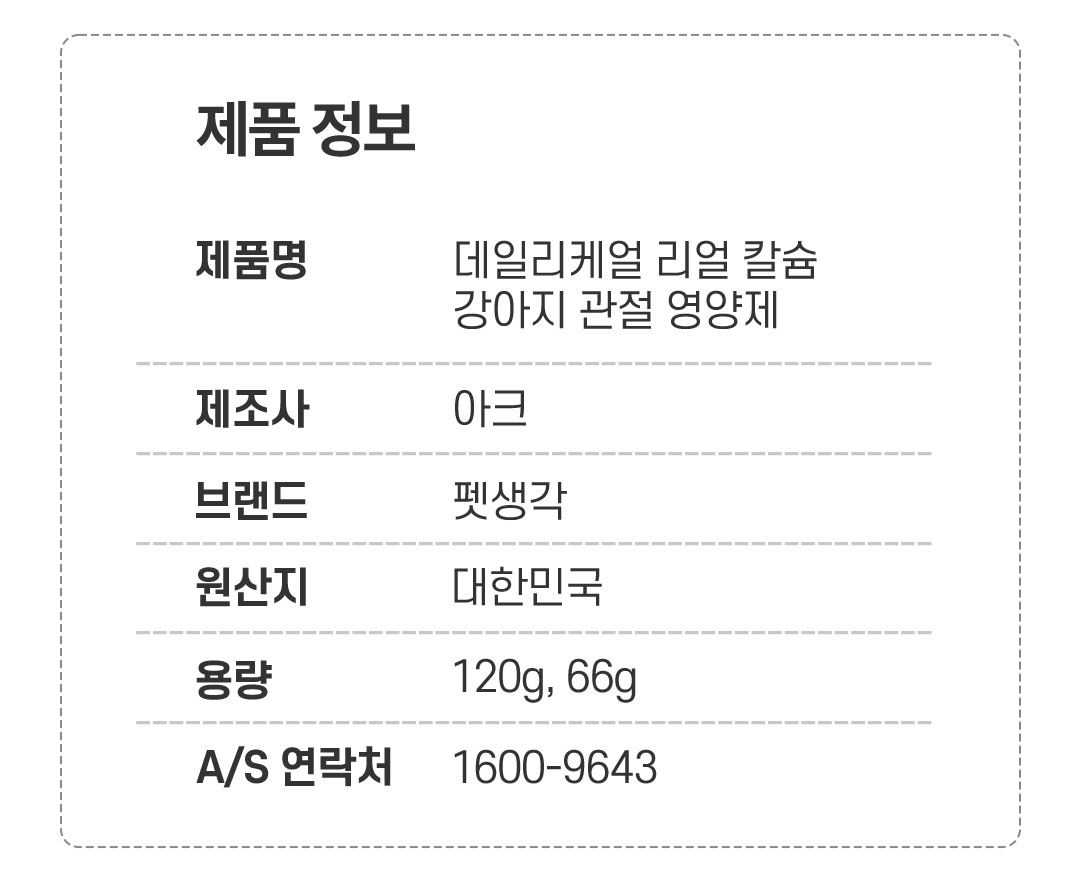 제품 정보
제품명 데일리케얼 리얼 칼슘
강아지 관절 영양제
제조사 아크
브랜드 펫생각
원산지 대한민국
용량 120g, 66g
A/S 연락처 1600-9643